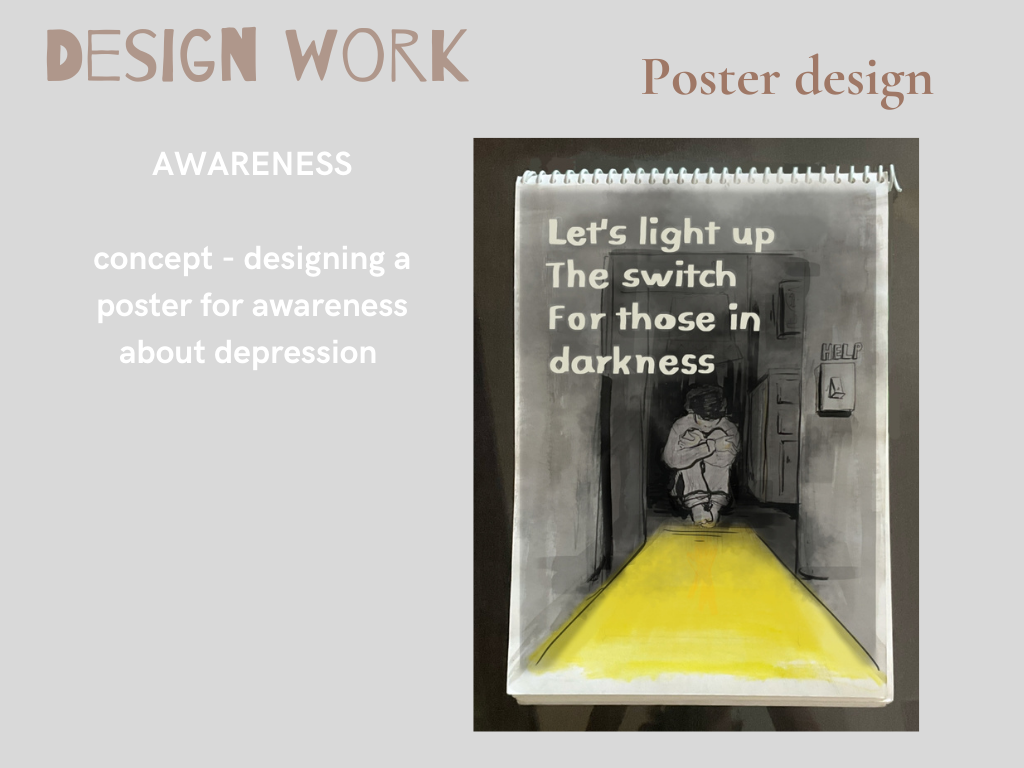 DESIGN WORK
Poster design
AWARENESS
concept - designing a
poster for awareness
about depression
Let's light up
The switch
For those in
darkness
HELP